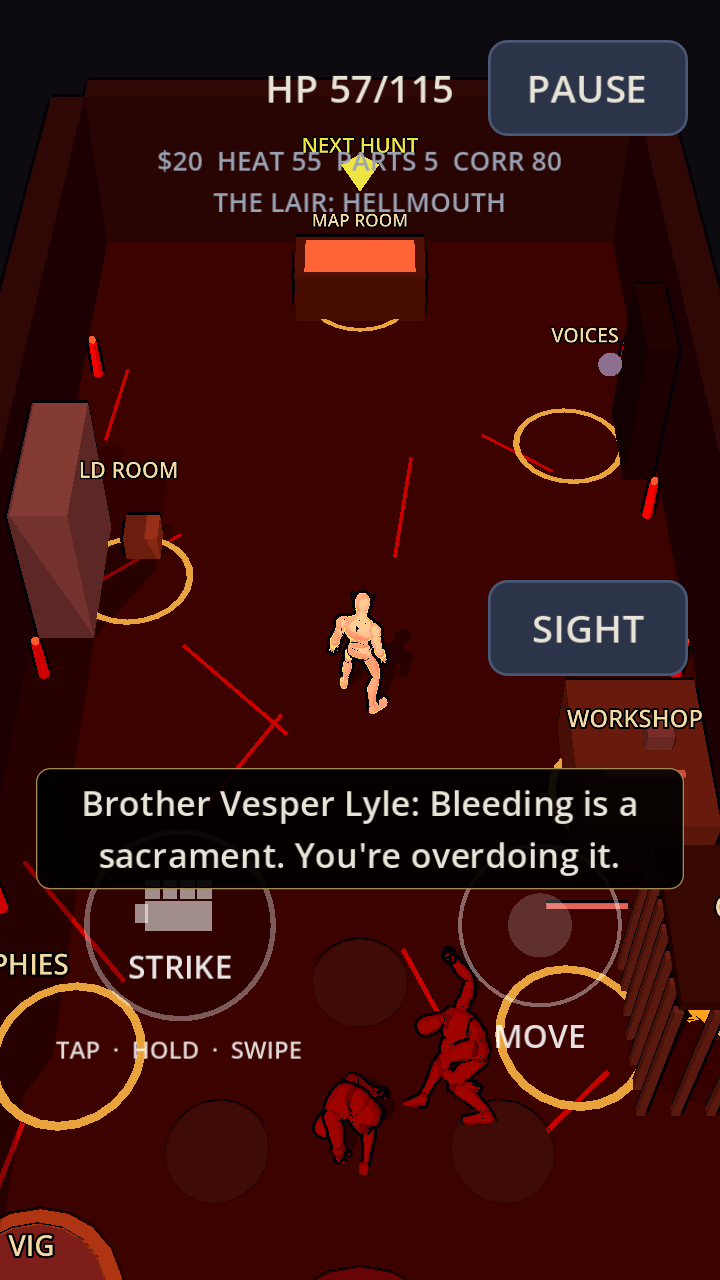 HP 57/115
PAUSE
NEXT HUNT
$20 HEAT 55 PARTS 5 CORR 80
THE LAIR: HELLMOUTH
MAP ROOM
VOICES
LD ROOM
SIGHT
WORKSHOP
Brother Vesper Lyle: Bleeding is a
sacrament. You're overdoing it.
PHIES
STRIKE
MOVE
TAP · HOLD · SWIPE
VIG